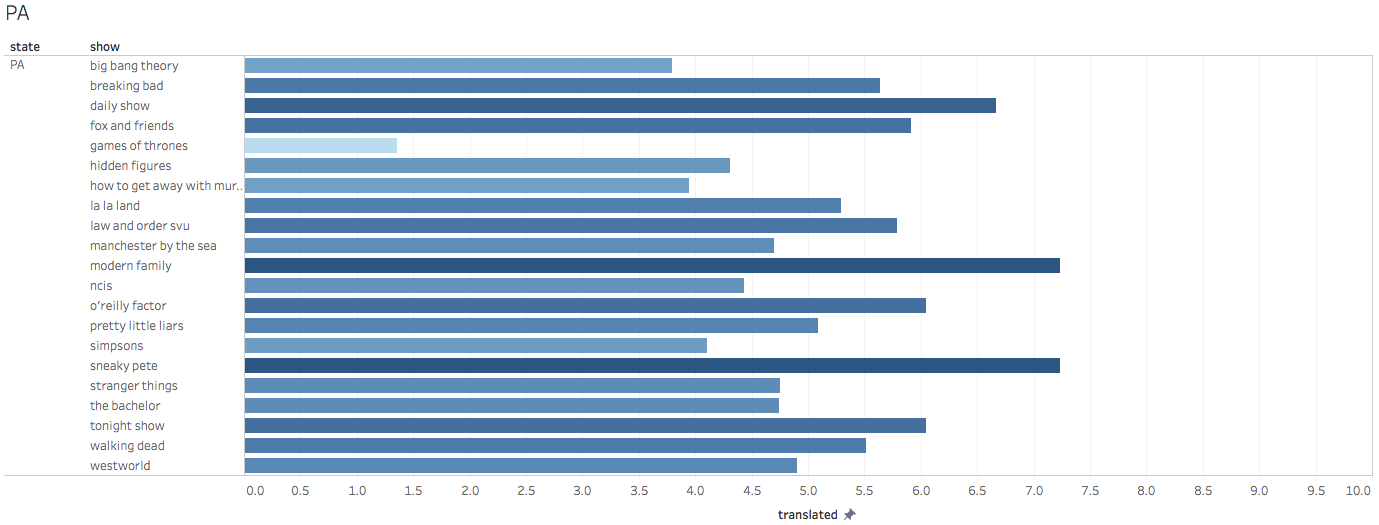 PA
state show
PA big bang theory
breaking bad
daily show
fox and friends
games of thrones
hidden figures
how to get away with mur..
la la land
law and order svu
manchester by the sea
modern family
ncis
o'reilly factor
pretty little liars
simpsons
sneaky pete
stranger things
the bachelor
tonight show
walking dead
westworld
0.0 0.5 1.0 1.5 2.0 2.5 3.0 3.5 4.0 4.5 5.0 5.5 6.0 6.5 7.0 7.5 8.0 8.5 9.0 9.5 10.0
translated